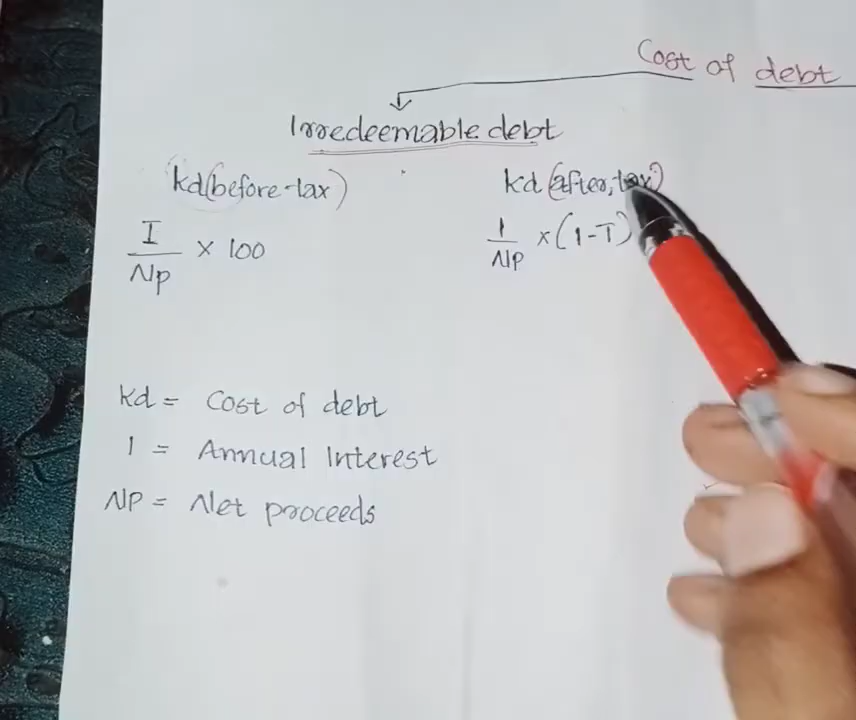 Cost of debt
Irredeemable debt
kd(before-tax)
kd (after, tax)
I/NP × 100
1/NP × (1-T)
kd = Cost of debt
I = Annual Interest
NP = Net proceeds